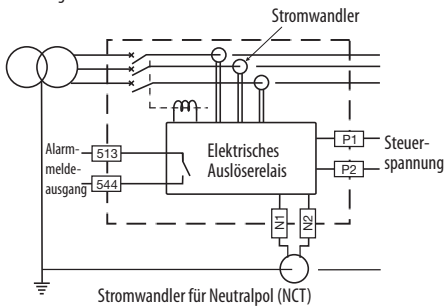 Stromwandler
Elektrisches
Auslöserelais
Alarm-
melde-
ausgang
513
544
P1
P2
Steuer-
spannung
N1
N2
Stromwandler für Neutralpol (NCT)